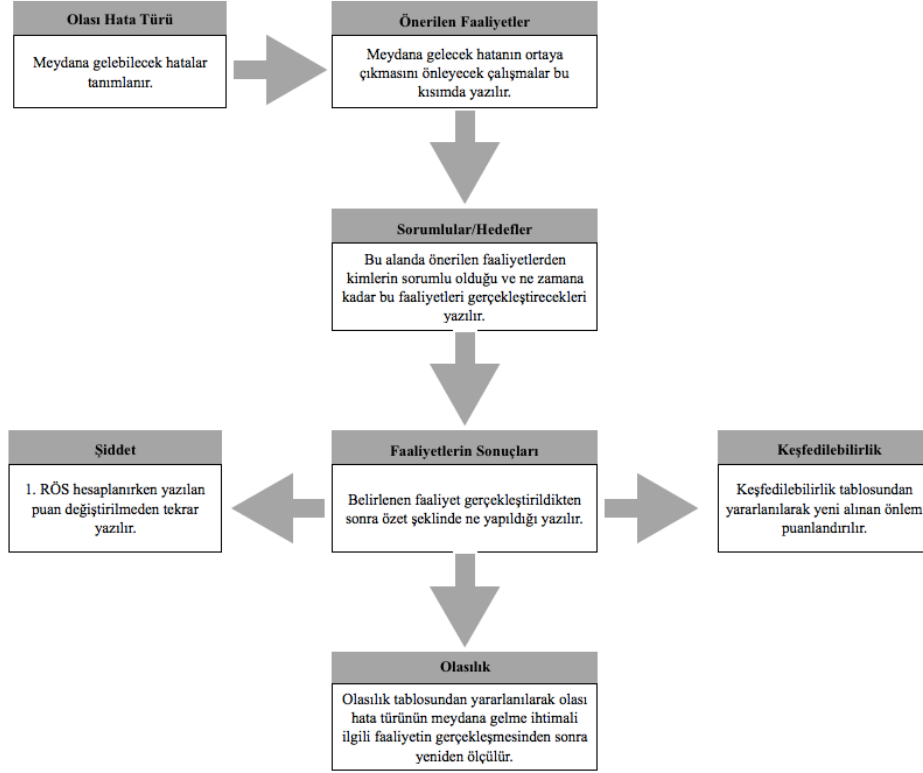 Olası Hata Türü
Meydana gelebilecek hatalar
tanımlanır.
Önerilen Faaliyetler
Meydana gelecek hatanın ortaya
çıkmasını önleyecek çalışmalar bu
kısımda yazılır.
Sorumlular/Hedefler
Bu alanda önerilen faaliyetlerden
kimlerin sorumlu olduğu ve ne zamana
kadar bu faaliyetleri gerçekleştirecekleri
yazılır.
Şiddet
1. RÖS hesaplanırken yazılan
puan değiştirilmeden tekrar
yazılır.
Faaliyetlerin Sonuçları
Belirlenen faaliyet gerçekleştirildikten
sonra özet şeklinde ne yapıldığı yazılır.
Keşfedilebilirlik
Keşfedilebilirlik tablosundan
yararlanılarak yeni alınan önlem
puanlandırılır.
Olasılık
Olasılık tablosundan yararlanılarak olası
hata türünün meydana gelme ihtimali
ilgili faaliyetin gerçekleşmesinden sonra
yeniden ölçülür.